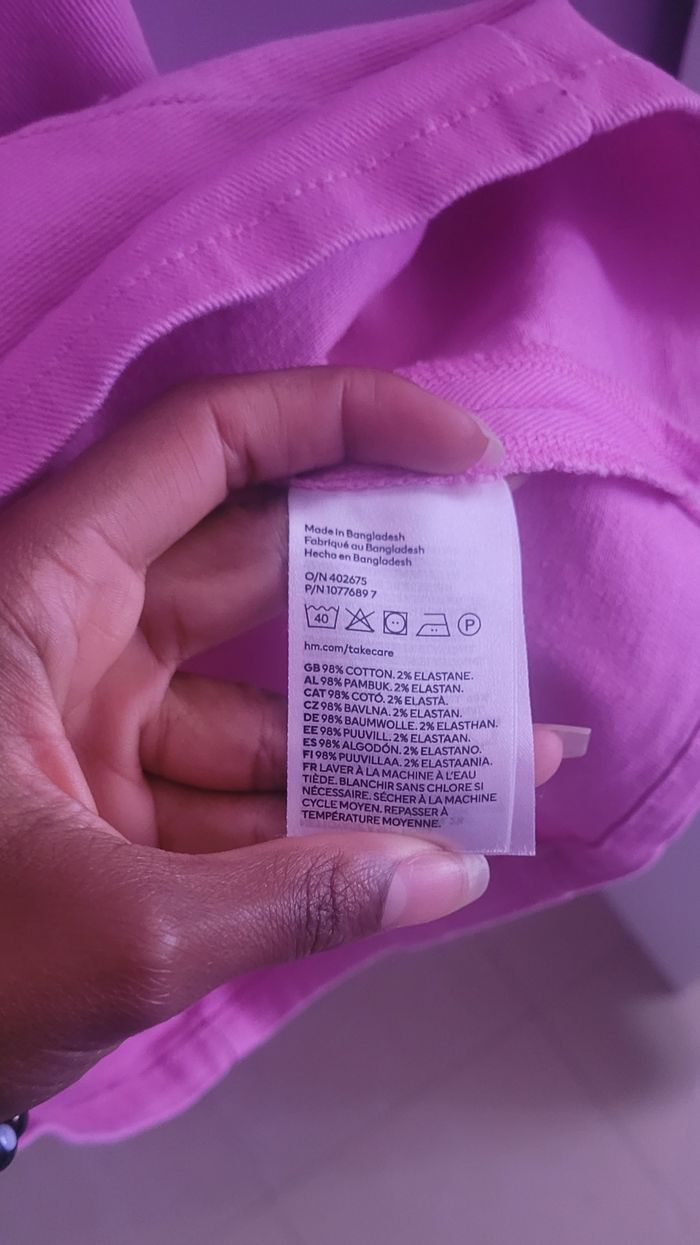 Made in Bangladesh
Fabriqué au Bangladesh
Hecho en Bangladesh
O/N 402675
P/N 1077689 7
40 P
hm.com/takecare
GB 98% COTTON. 2% ELASTANE.
AL 98% PAMBUK. 2% ELASTAN.
CAT 98% COTÓ. 2% ELASTÀ.
CZ 98% BAVLNA. 2% ELASTAN.
DE 98% BAUMWOLLE. 2% ELASTHAN.
EE 98% PUUVILL. 2% ELASTAAN.
ES 98% ALGODÓN. 2% ELASTANO.
FI 98% PUUVILLAA. 2% ELASTAANIA.
FR LAVER À LA MACHINE À L'EAU
TIÈDE. BLANCHIR SANS CHLORE SI
NÉCESSAIRE. SÉCHER À LA MACHINE
CYCLE MOYEN. REPASSER À
TEMPÉRATURE MOYENNE.